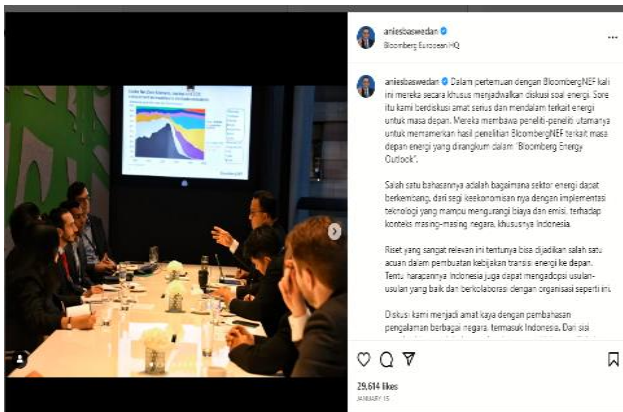 aniesbaswedan
Bloomberg European HQ
aniesbaswedan Dalam pertemuan dengan BloombergNEF kali
ini mereka secara khusus menjadwalkan diskusi soal energi. Sore
itu kami berdiskusi amat serius dan mendalam terkait energi
untuk masa depan. Mereka membawa peneliti-peneliti utamanya
untuk memamerkan hasil penelitian BloombergNEF terkait masa
depan energi yang dirangkum dalam "Bloomberg Energy
Outlook".
Salah satu bahasannya adalah bagaimana sektor energi dapat
berkembang, dari segi keekonomisan nya dengan implementasi
teknologi yang mampu mengurangi biaya dan emisi, terhadap
konteks masing-masing negara, khususnya Indonesia.
Riset yang sangat relevan ini tentunya bisa dijadikan salah satu
acuan dalam pembuatan kebijakan transisi energi ke depan.
Tentu harapannya Indonesia juga dapat mengadopsi usulan-
usulan yang baik dan berkolaborasi dengan organisasi seperti ini.
Diskusi kami menjadi amat kaya dengan pembahasan
pengalaman berbagai negara, termasuk Indonesia. Dari sisi
29,614 likes
JANUARY 15